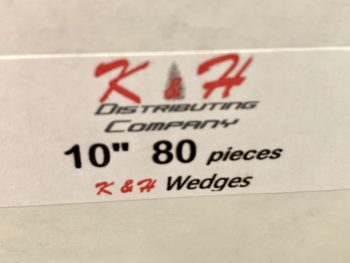 K & H
Distributing
Company
10" 80 pieces
K & H Wedges